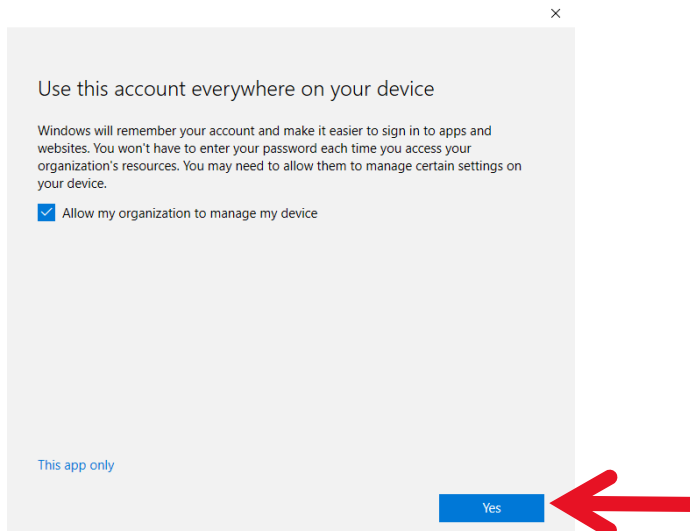 Use this account everywhere on your device
Windows will remember your account and make it easier to sign in to apps and
websites. You won't have to enter your password each time you access your
organization's resources. You may need to allow them to manage certain settings on
your device.
Allow my organization to manage my device
This app only
Yes